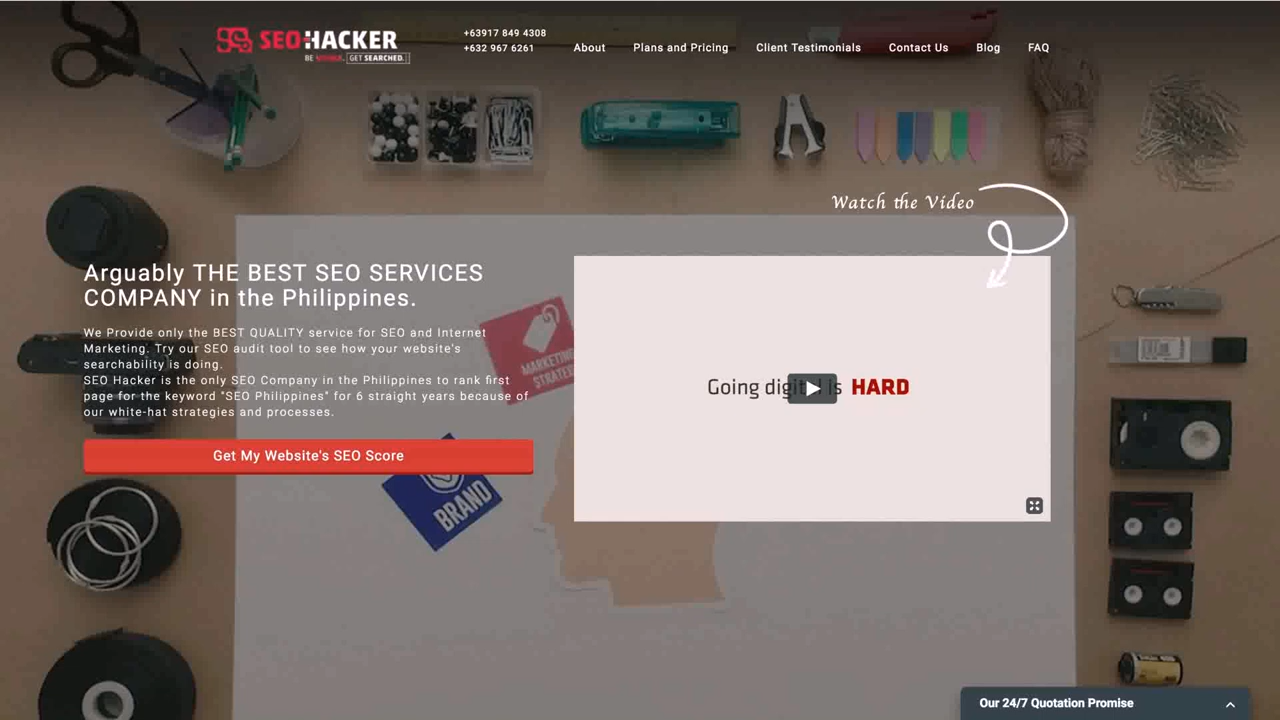 SEO HACKER
BE SEARCHED.
GET SEARCHED.
+63917 849 4308
+632 967 6261
About
Plans and Pricing
Client Testimonials
Contact Us
Blog
FAQ
Watch the Video
Arguably THE BEST SEO SERVICES
COMPANY in the Philippines.
We Provide only the BEST QUALITY service for SEO and Internet
Marketing. Try our SEO audit tool to see how your website's
searchability is doing.
SEO Hacker is the only SEO Company in the Philippines to rank first
page for the keyword "SEO Philippines" for 6 straight years because of
our white-hat strategies and processes.
Get My Website's SEO Score
MARKETING
BRAND
Going digital is HARD
Our 24/7 Quotation Promise